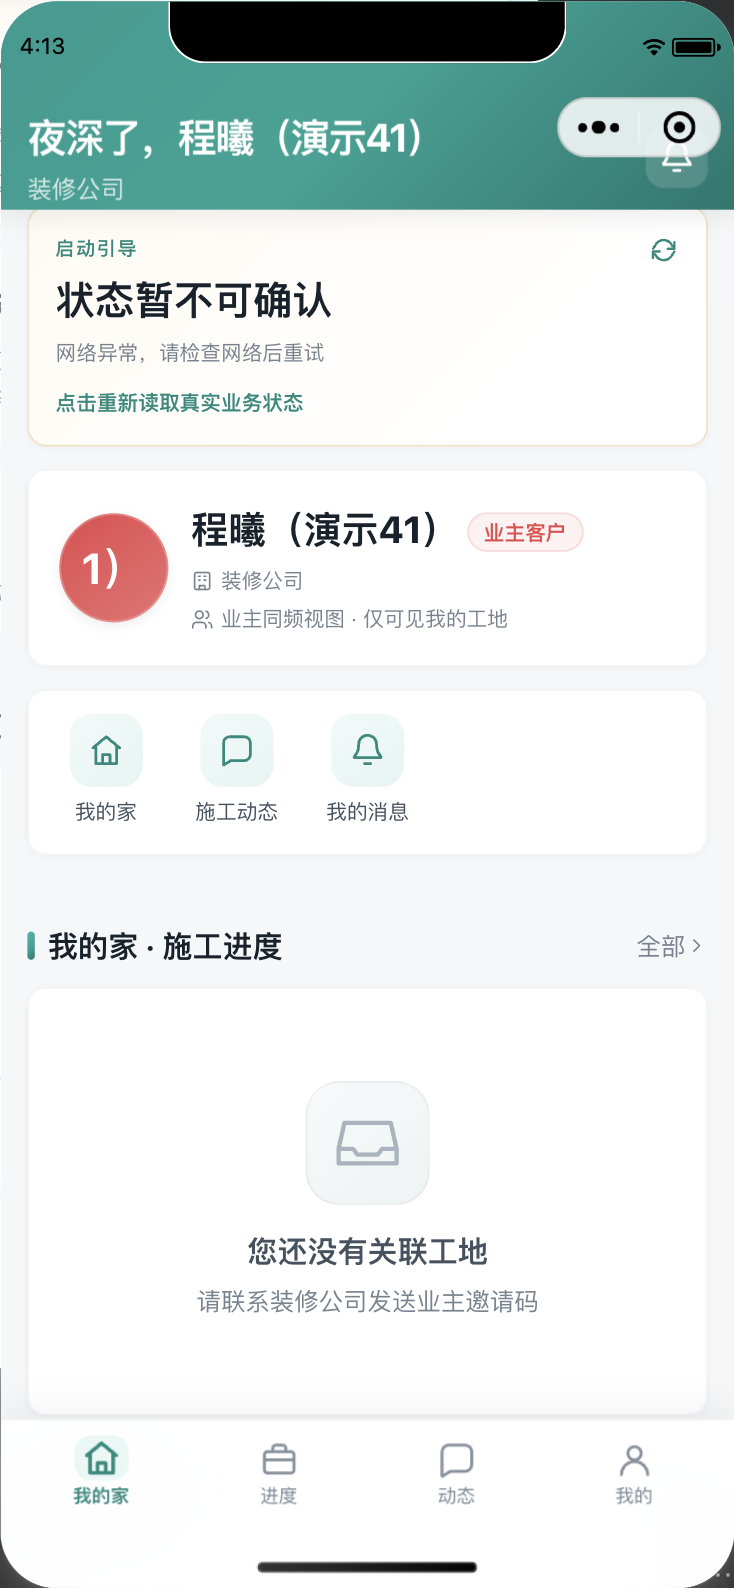 4:13
夜深了，程曦（演示41）
装修公司
启动引导
状态暂不可确认
网络异常，请检查网络后重试
点击重新读取真实业务状态
1）
程曦（演示41）
业主客户
装修公司
业主同频视图 · 仅可见我的工地
我的家
施工动态
我的消息
我的家 · 施工进度
全部
您还没有关联工地
请联系装修公司发送业主邀请码
我的家
进度
动态
我的